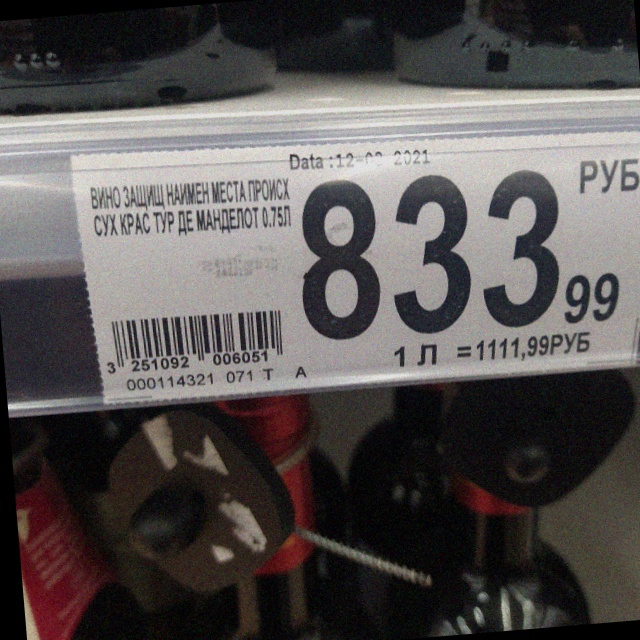 Data :12- 2021
ВИНО ЗАЩИЩ НАИМЕН МЕСТА ПРОИСХ
СУХ КРАС ТУР ДЕ МАНДЕЛОТ 0.75Л
833 99 РУБ
1 Л =1111,99РУБ
3 251092 006051
000114321 071 Т А